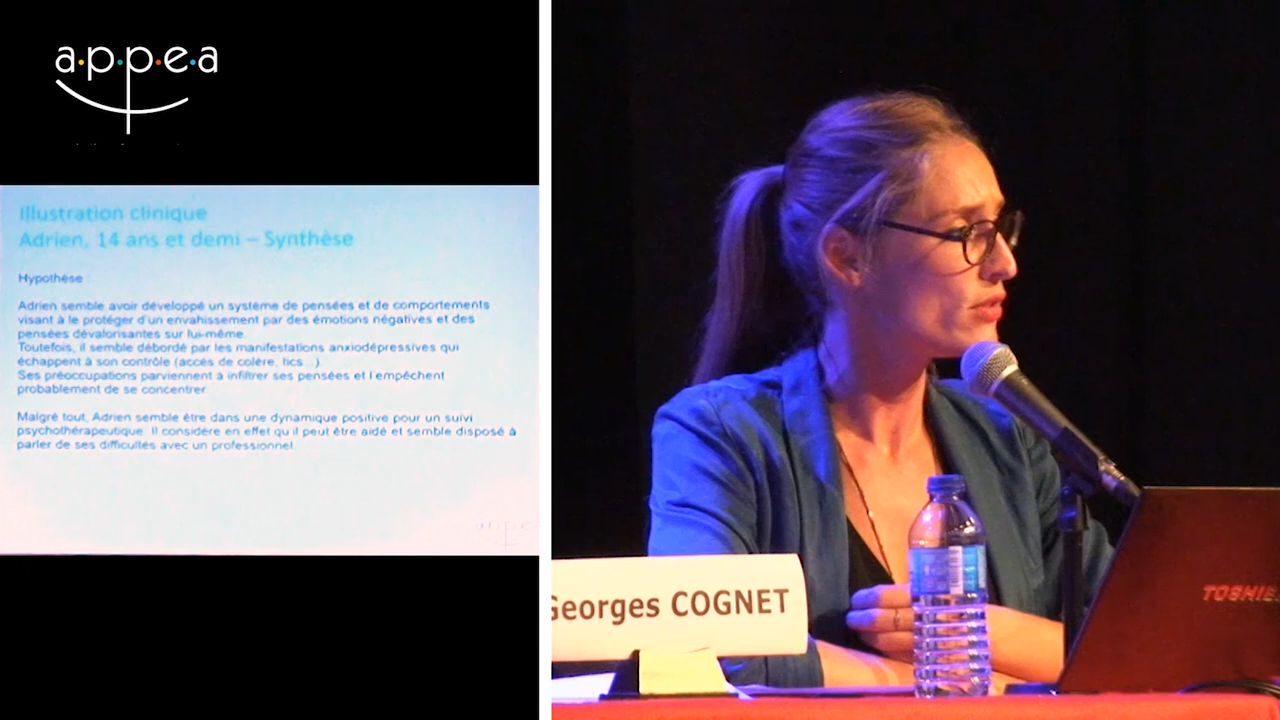 a·p·p·e·a
Illustration clinique
Adrien, 14 ans et demi – Synthèse
Hypothèse :
Adrien semble avoir développé un système de pensées et de comportements
visant à le protéger d'un envahissement par des émotions négatives et des
pensées dévalorisantes sur lui-même.
Toutefois, il semble débordé par les manifestations anxiodépressives qui
échappent à son contrôle (accès de colère, tics...)
Ses préoccupations parviennent à infiltrer ses pensées et l'empêchent
probablement de se concentrer
Malgré tout, Adrien semble être dans une dynamique positive pour un suivi
psychothérapeutique. Il considère en effet qu'il peut être aidé et semble disposé à
parler de ses difficultés avec un professionnel.
appe
Georges COGNET
TOSHIB